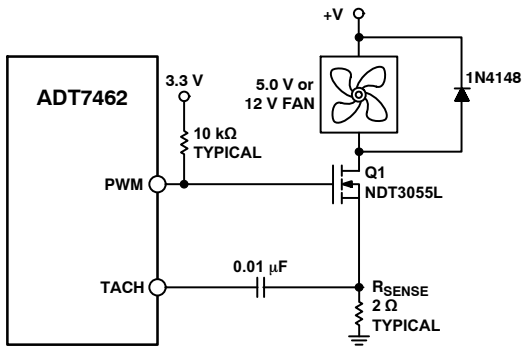 +V
5.0 V or
12 V FAN
1N4148
3.3 V
ADT7462
10 kΩ
TYPICAL
PWM
Q1
NDT3055L
0.01 μF
TACH
RSENSE
2 Ω
TYPICAL